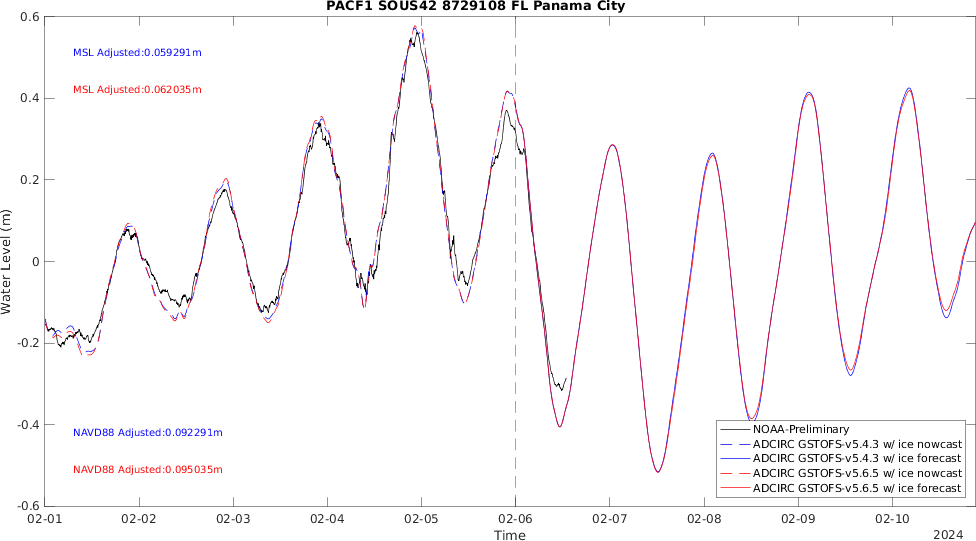 PACF1 SOUS42 8729108 FL Panama City
0.6
MSL Adjusted:0.059291m
MSL Adjusted:0.062035m
0.4
0.2
Water Level (m)
0
-0.2
-0.4
NAVD88 Adjusted:0.092291m
NAVD88 Adjusted:0.095035m
-0.6
NOAA-Preliminary
ADCIRC GSTOFS-v5.4.3 w/ ice nowcast
ADCIRC GSTOFS-v5.4.3 w/ ice forecast
ADCIRC GSTOFS-v5.6.5 w/ ice nowcast
ADCIRC GSTOFS-v5.6.5 w/ ice forecast
02-01 02-02 02-03 02-04 02-05 02-06 02-07 02-08 02-09 02-10
Time
2024